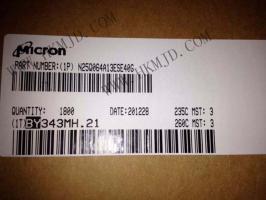 Micron
PART NUMBER:(1P) N25Q064A13ESE40G
QUANTITY: 1800 DATE:201228 235C MST: 3
(1T)BY343MH.21 260C MST: 3
WWW.HKMJD.COM